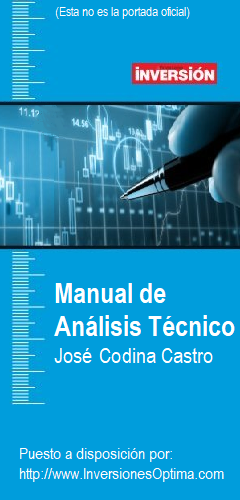 (Esta no es la portada oficial)
INVERSIÓN
Manual de
Análisis Técnico
José Codina Castro
Puesto a disposición por:
http://www.InversionesOptima.com